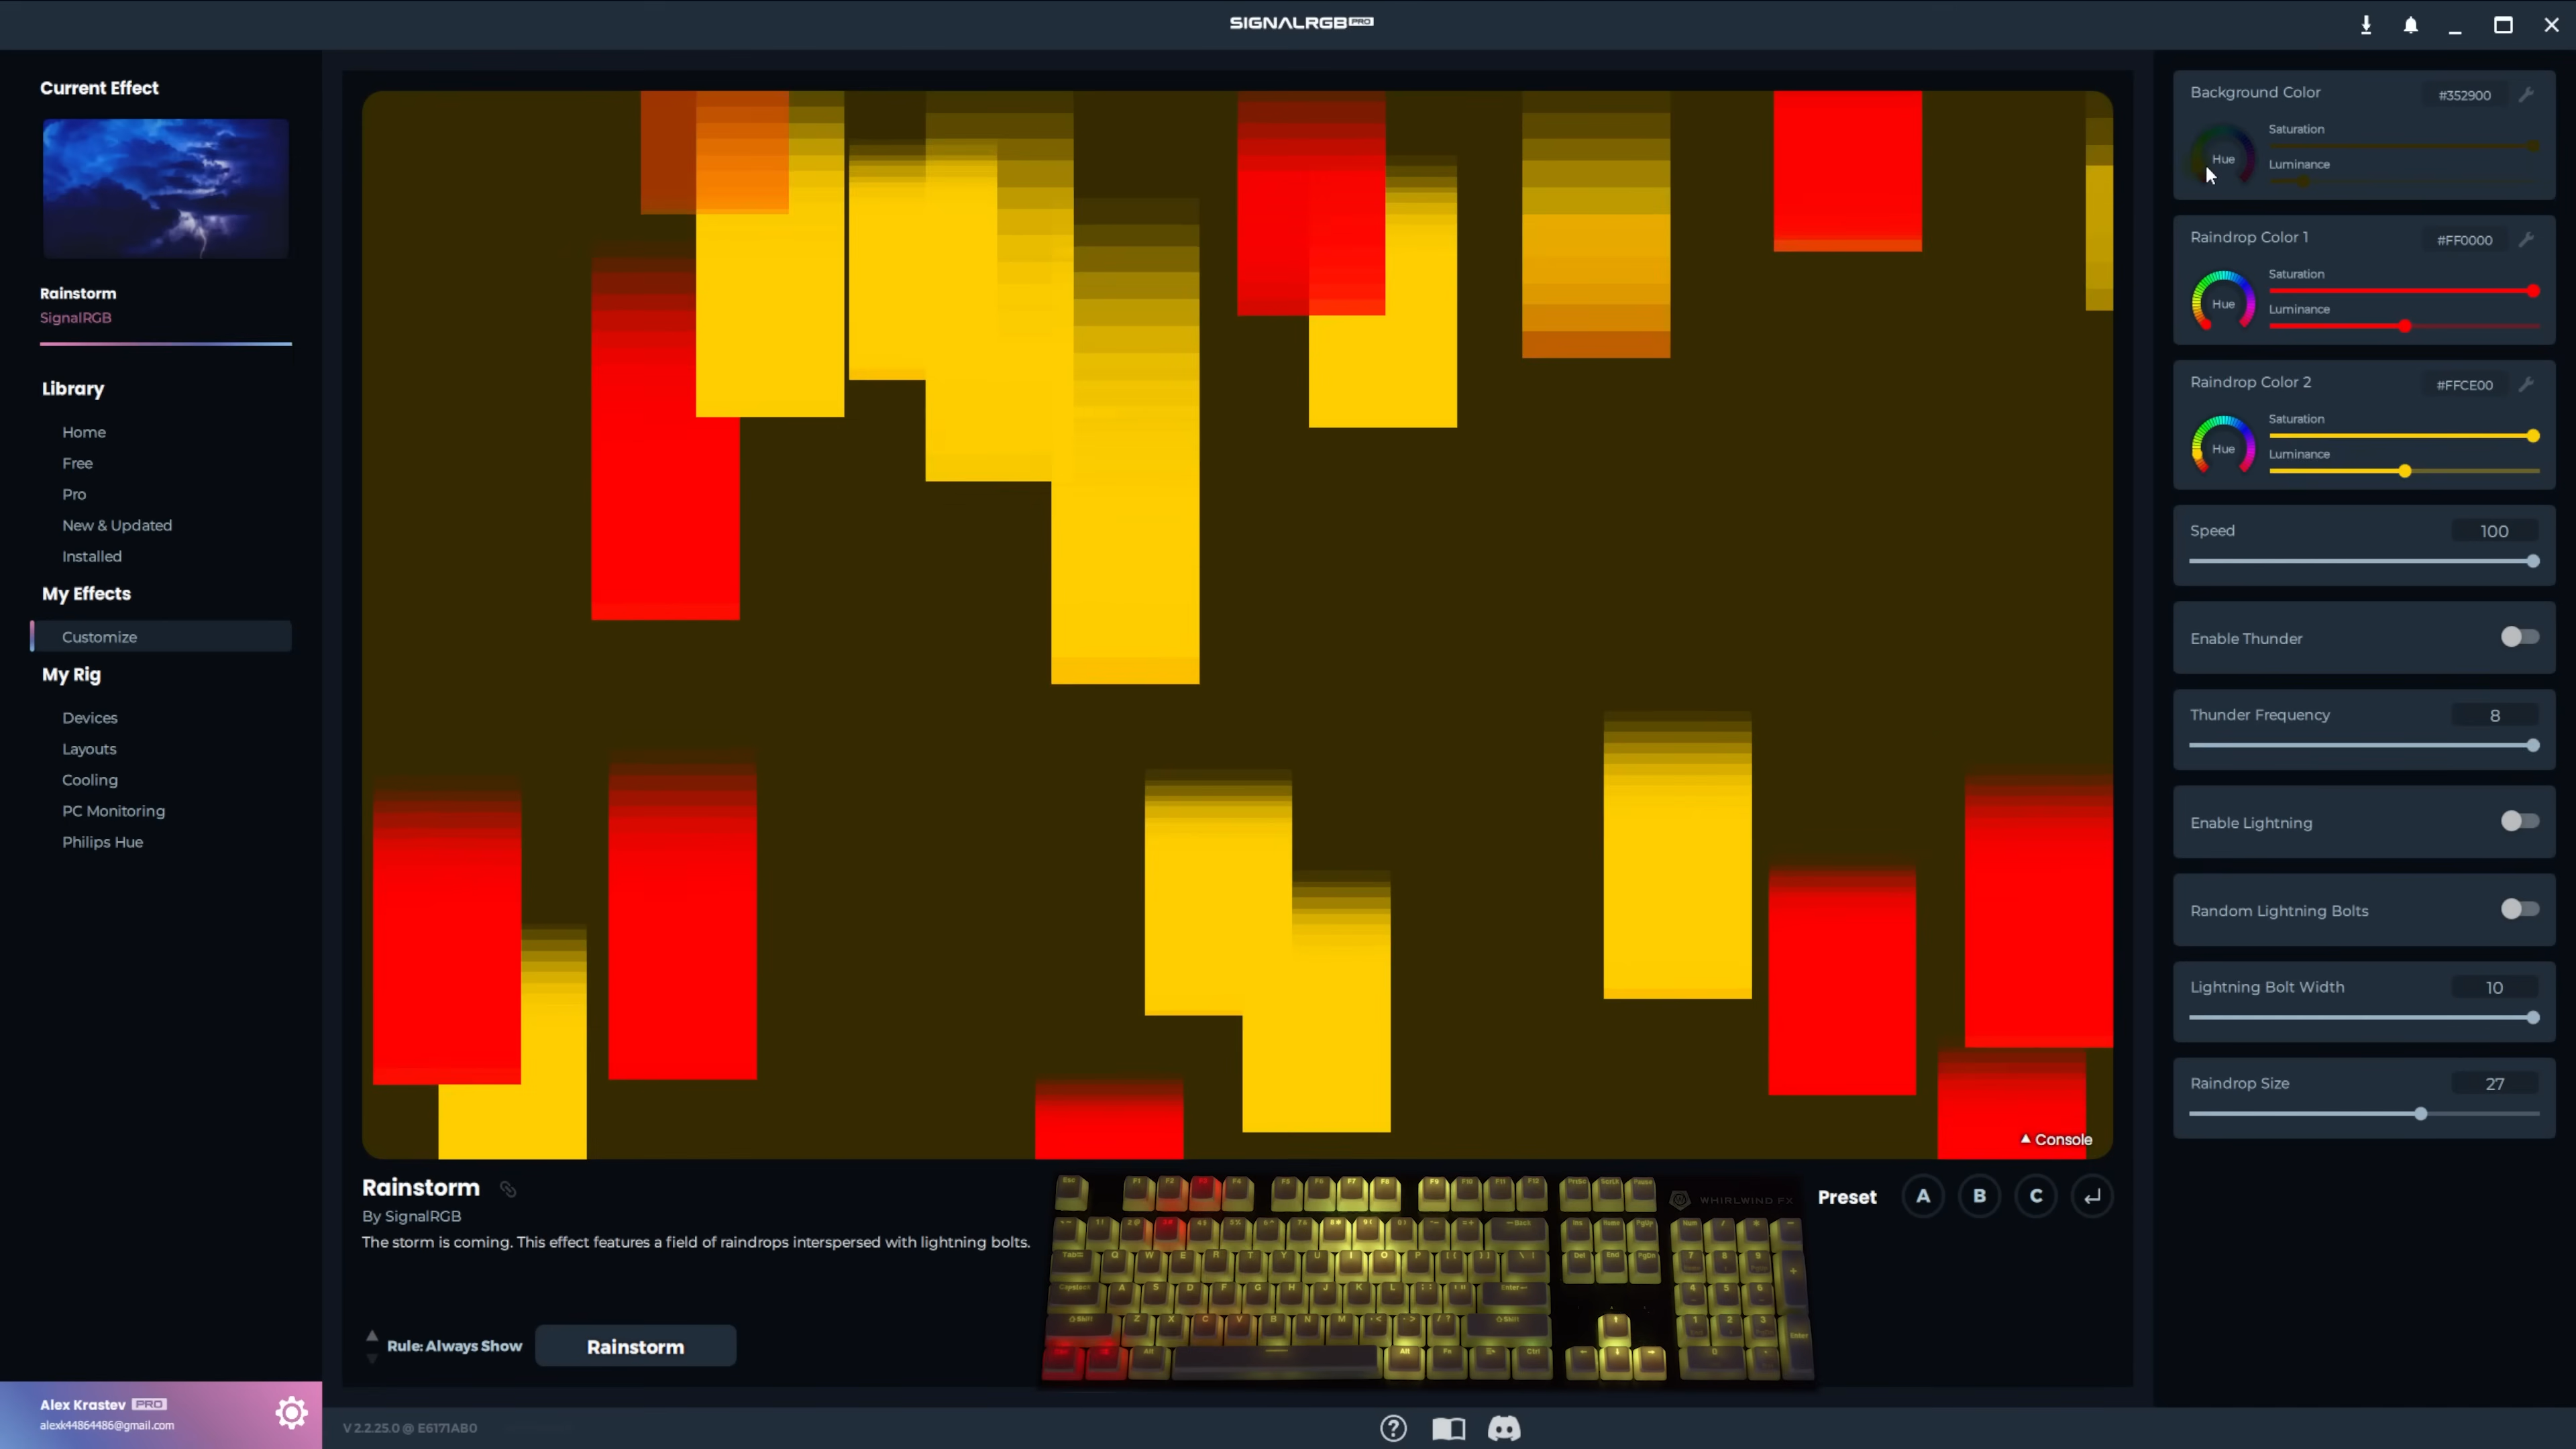 SIGNALRGB PRO
Current Effect
Rainstorm
SignalRGB
Library
Home
Free
Pro
New & Updated
Installed
My Effects
Customize
My Rig
Devices
Layouts
Cooling
PC Monitoring
Philips Hue
Alex Krastev PRO
alexk44864486@gmail.com
Console
Rainstorm
By SignalRGB
The storm is coming. This effect features a field of raindrops interspersed with lightning bolts.
Rule: Always Show
Rainstorm
WHIRLWIND FX
Preset
A
B
C
V 2.2.25.0 @ E6171AB0
Background Color #352900
Saturation
Hue
Luminance
Raindrop Color 1 #FF0000
Saturation
Hue
Luminance
Raindrop Color 2 #FFCE00
Saturation
Hue
Luminance
Speed 100
Enable Thunder
Thunder Frequency 8
Enable Lightning
Random Lightning Bolts
Lightning Bolt Width 10
Raindrop Size 27